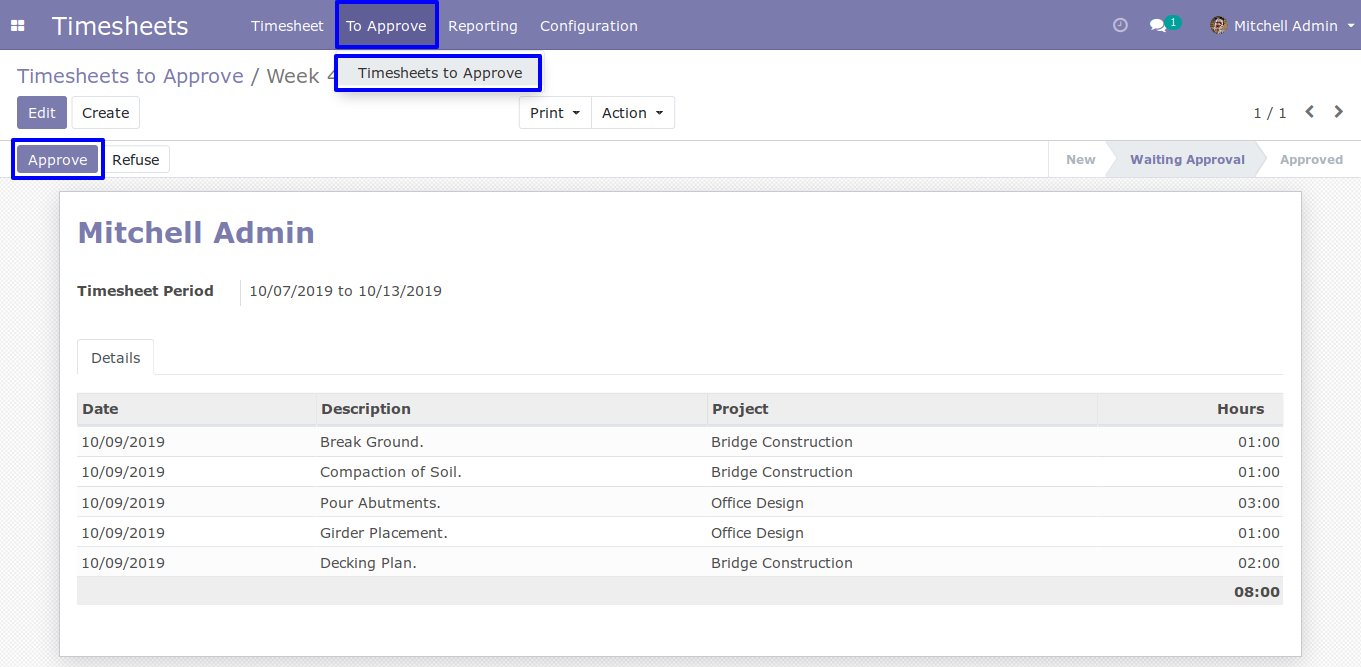 Timesheets Timesheet To Approve Reporting Configuration 1 Mitchell Admin
Timesheets to Approve / Week 4
Timesheets to Approve
Edit Create Print Action 1 / 1
Approve Refuse New Waiting Approval Approved
Mitchell Admin
Timesheet Period 10/07/2019 to 10/13/2019
Details
Date Description Project Hours
10/09/2019 Break Ground. Bridge Construction 01:00
10/09/2019 Compaction of Soil. Bridge Construction 01:00
10/09/2019 Pour Abutments. Office Design 03:00
10/09/2019 Girder Placement. Office Design 01:00
10/09/2019 Decking Plan. Bridge Construction 02:00
08:00